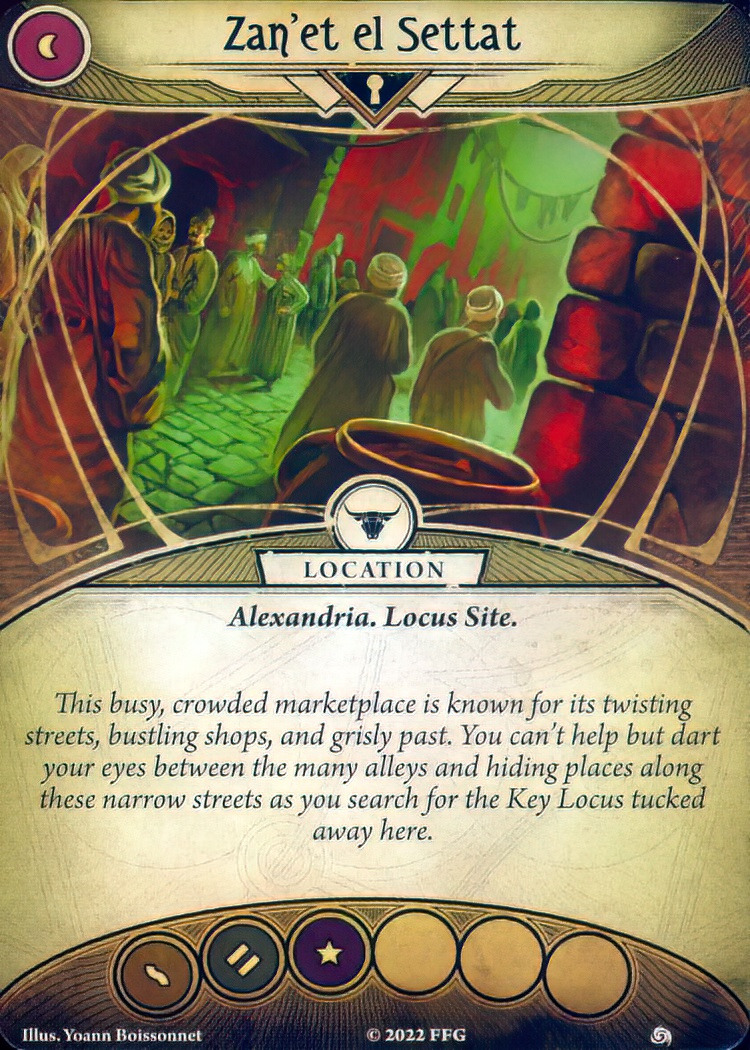 Zan'et el Settat
LOCATION
Alexandria. Locus Site.
This busy, crowded marketplace is known for its twisting
streets, bustling shops, and grisly past. You can't help but dart
your eyes between the many alleys and hiding places along
these narrow streets as you search for the Key Locus tucked
away here.
Illus. Yoann Boissonnet
© 2022 FFG